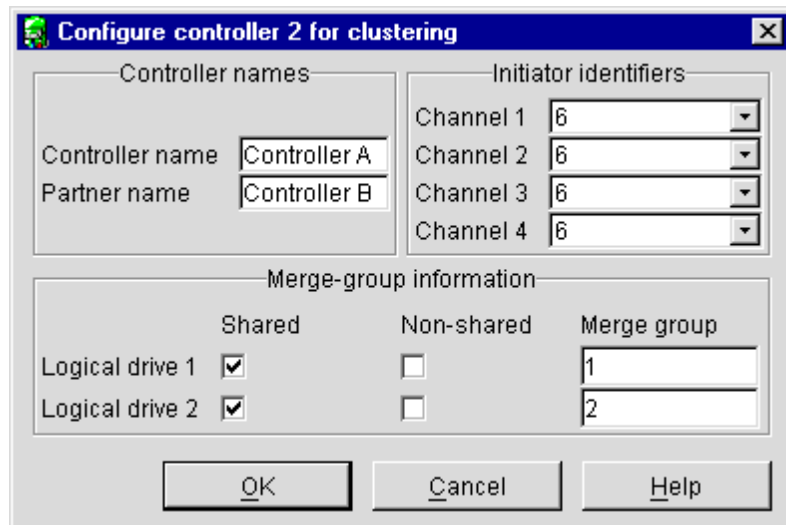 Configure controller 2 for clustering
Controller names
Controller name Controller A
Partner name Controller B
Initiator identifiers
Channel 1 6
Channel 2 6
Channel 3 6
Channel 4 6
Merge-group information
Shared Non-shared Merge group
Logical drive 1 1
Logical drive 2 2
OK Cancel Help